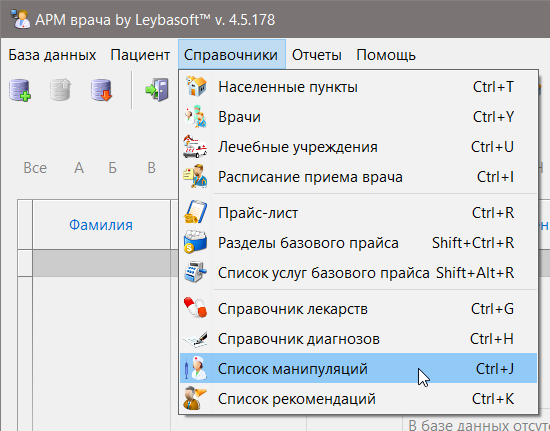 АРМ врача by Leybasoft™ v. 4.5.178
База данных Пациент Справочники Отчеты Помощь
Населенные пункты Ctrl+T
Врачи Ctrl+Y
Лечебные учреждения Ctrl+U
Все А Б В
Расписание приема врача Ctrl+I
Прайс-лист Ctrl+R
Фамилия
Разделы базового прайса Shift+Ctrl+R
Список услуг базового прайса Shift+Alt+R
Справочник лекарств Ctrl+G
Справочник диагнозов Ctrl+H
Список манипуляций Ctrl+J
Список рекомендаций Ctrl+K
В базе данных